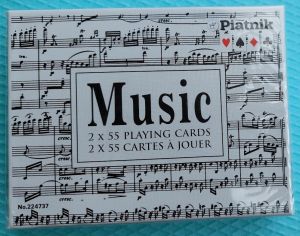 Piatnik
Music
2 x 55 PLAYING CARDS
2 x 55 CARTES À JOUER
No.224737